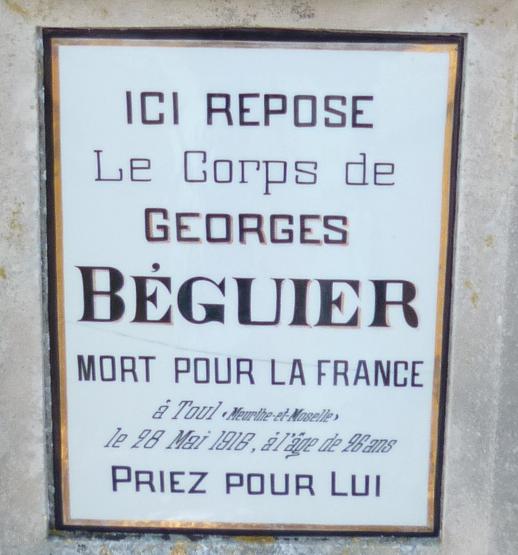 ICI REPOSE
Le Corps de
GEORGES
BÉGUIER
MORT POUR LA FRANCE
à Toul (Meurthe-et-Moselle)
le 28 Mai 1918, à l'âge de 26 ans
PRIEZ POUR LUI